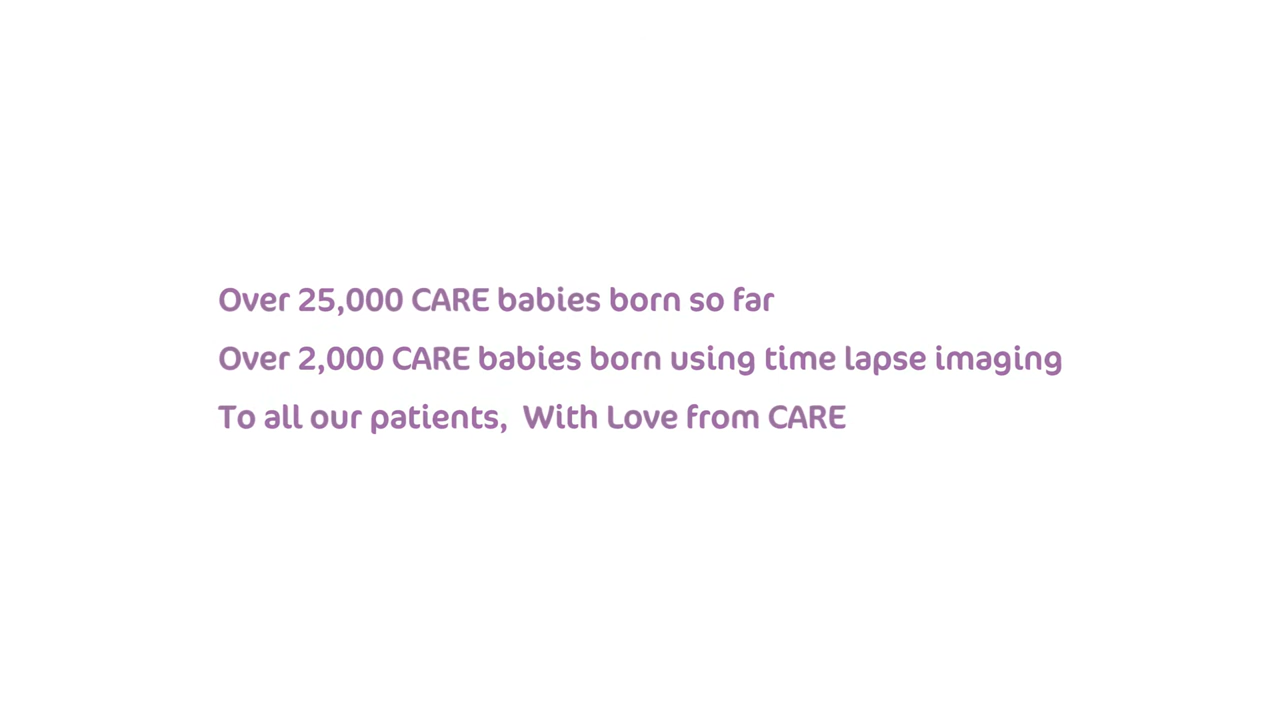 Over 25,000 CARE babies born so far
Over 2,000 CARE babies born using time lapse imaging
To all our patients,  With Love from CARE